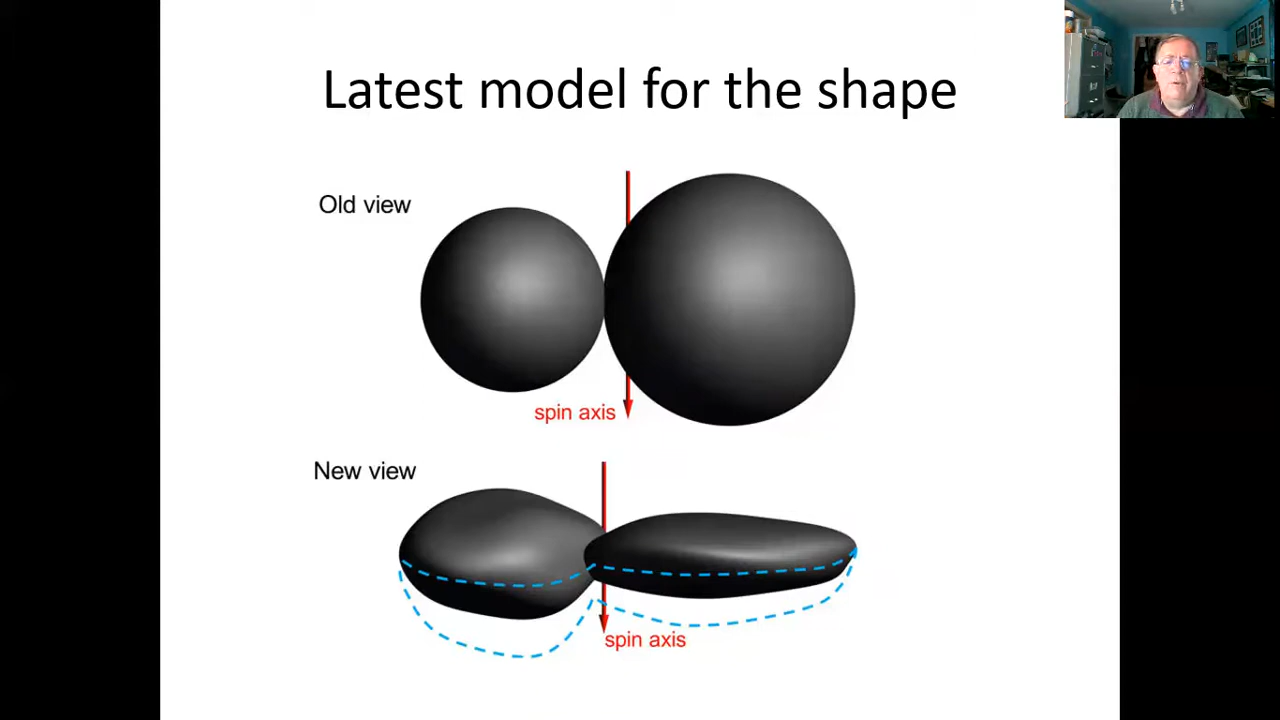 Latest model for the shape
Old view
spin axis
New view
spin axis